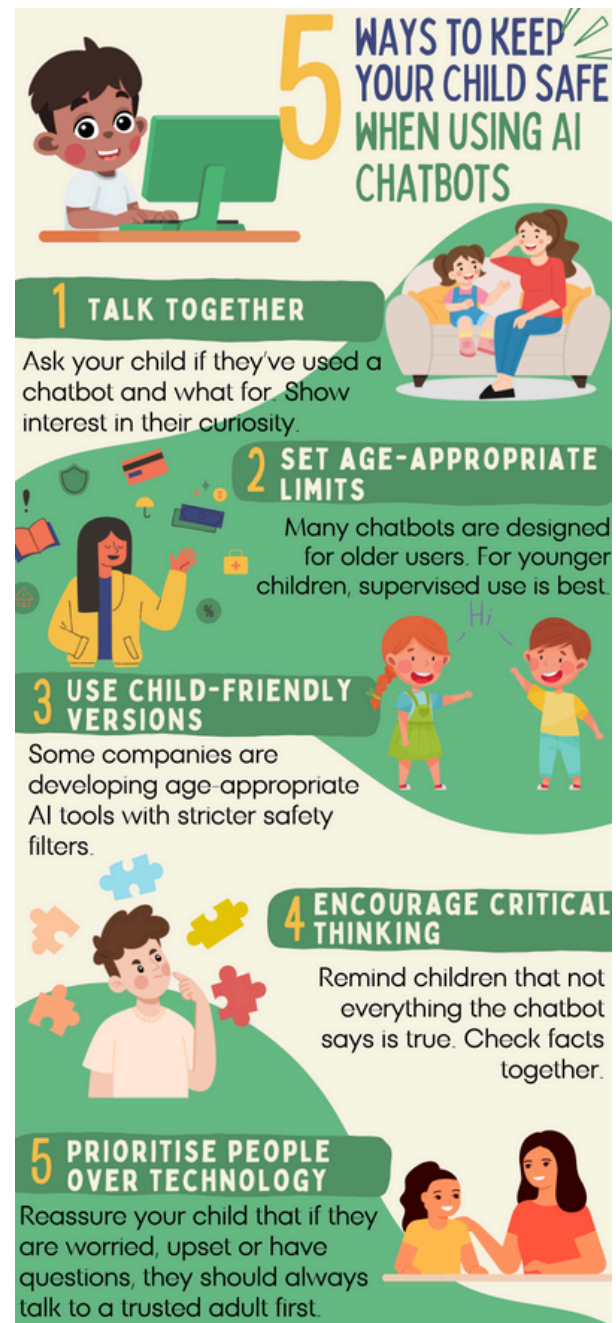 5 WAYS TO KEEP
YOUR CHILD SAFE
WHEN USING AI
CHATBOTS
1 TALK TOGETHER
Ask your child if they've used a
chatbot and what for. Show
interest in their curiosity.
2 SET AGE-APPROPRIATE
LIMITS
Many chatbots are designed
for older users. For younger
children, supervised use is best.
Hi
3 USE CHILD-FRIENDLY
VERSIONS
Some companies are
developing age-appropriate
AI tools with stricter safety
filters.
4 ENCOURAGE CRITICAL
THINKING
Remind children that not
everything the chatbot
says is true. Check facts
together.
5 PRIORITISE PEOPLE
OVER TECHNOLOGY
Reassure your child that if they
are worried, upset or have
questions, they should always
talk to a trusted adult first.